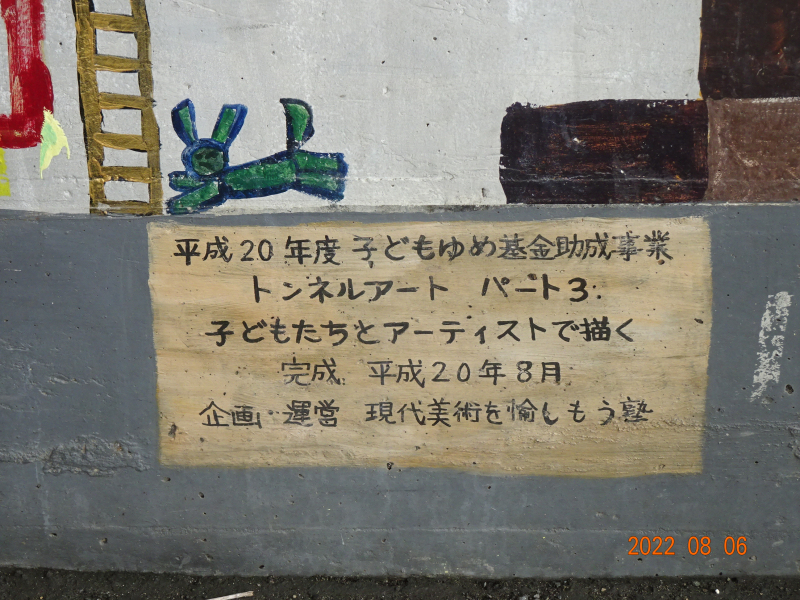 平成20年度 子どもゆめ基金助成事業
トンネルアート パート3.
子どもたちとアーティストで描く
完成 平成20年8月
企画・運営 現代美術を愉しもう塾
2022 08 06